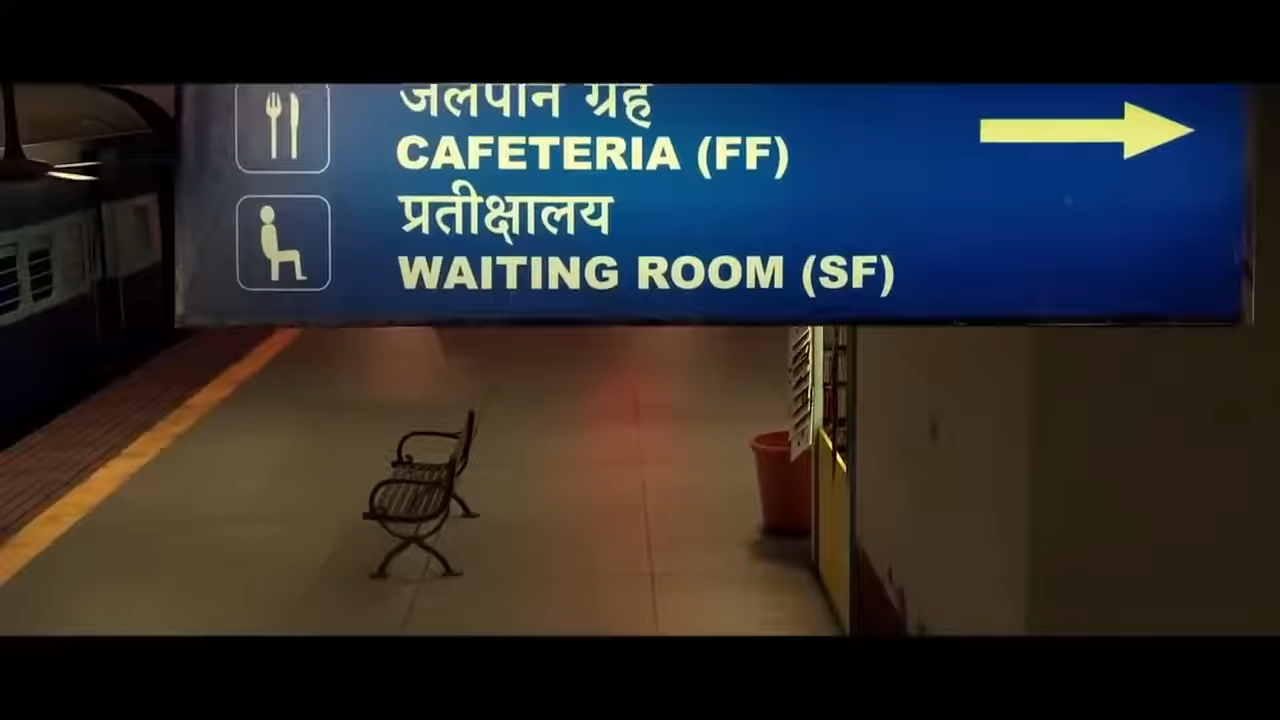 जलपान ग्रह
CAFETERIA (FF)
प्रतीक्षालय
WAITING ROOM (SF)